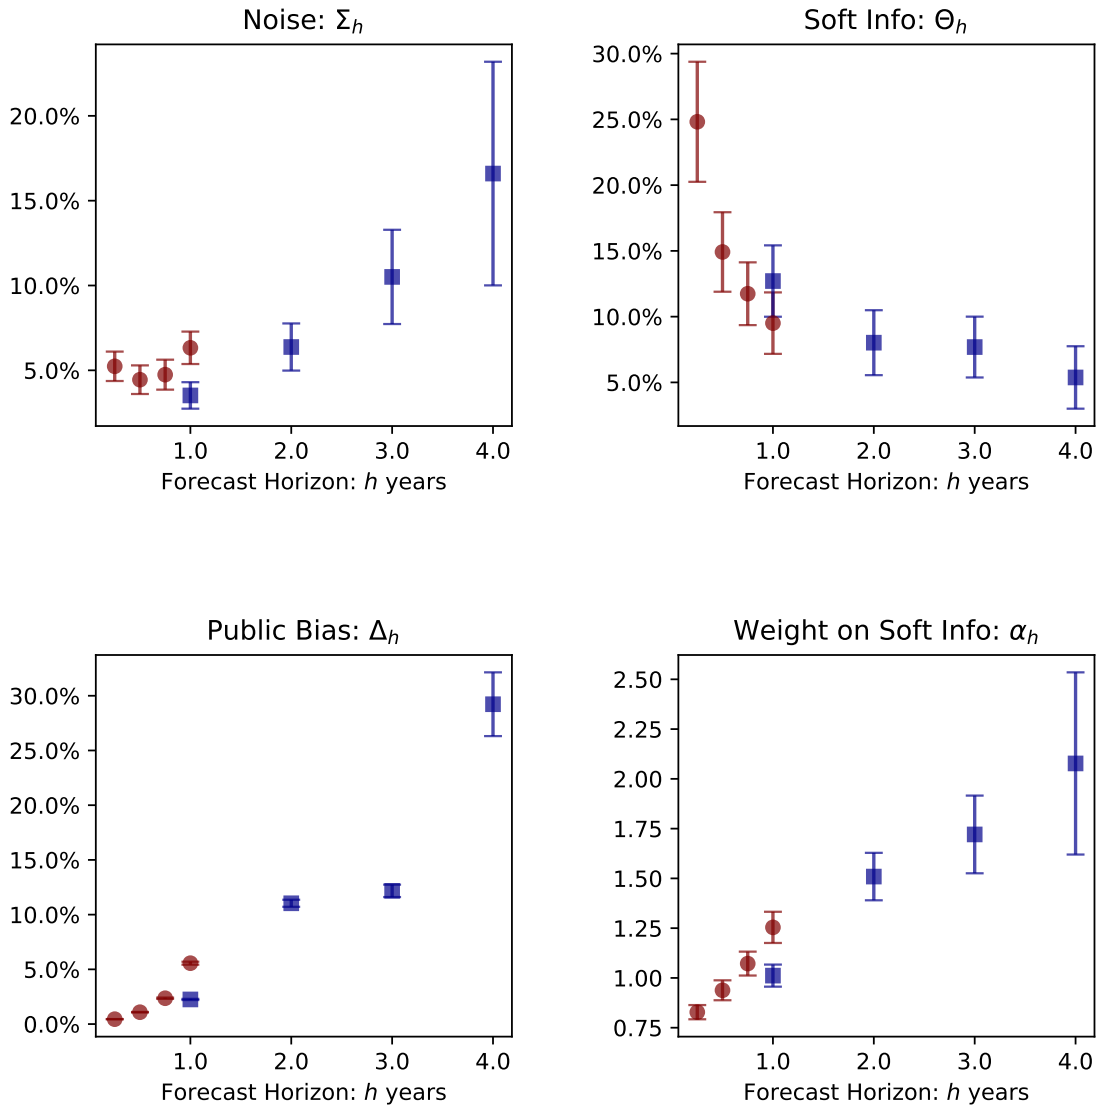 Noise: Σh
20.0%
15.0%
10.0%
5.0%
1.0 2.0 3.0 4.0
Forecast Horizon: h years
Soft Info: Θh
30.0%
25.0%
20.0%
15.0%
10.0%
5.0%
1.0 2.0 3.0 4.0
Forecast Horizon: h years
Public Bias: Δh
30.0%
25.0%
20.0%
15.0%
10.0%
5.0%
0.0%
1.0 2.0 3.0 4.0
Forecast Horizon: h years
Weight on Soft Info: αh
2.50
2.25
2.00
1.75
1.50
1.25
1.00
0.75
1.0 2.0 3.0 4.0
Forecast Horizon: h years